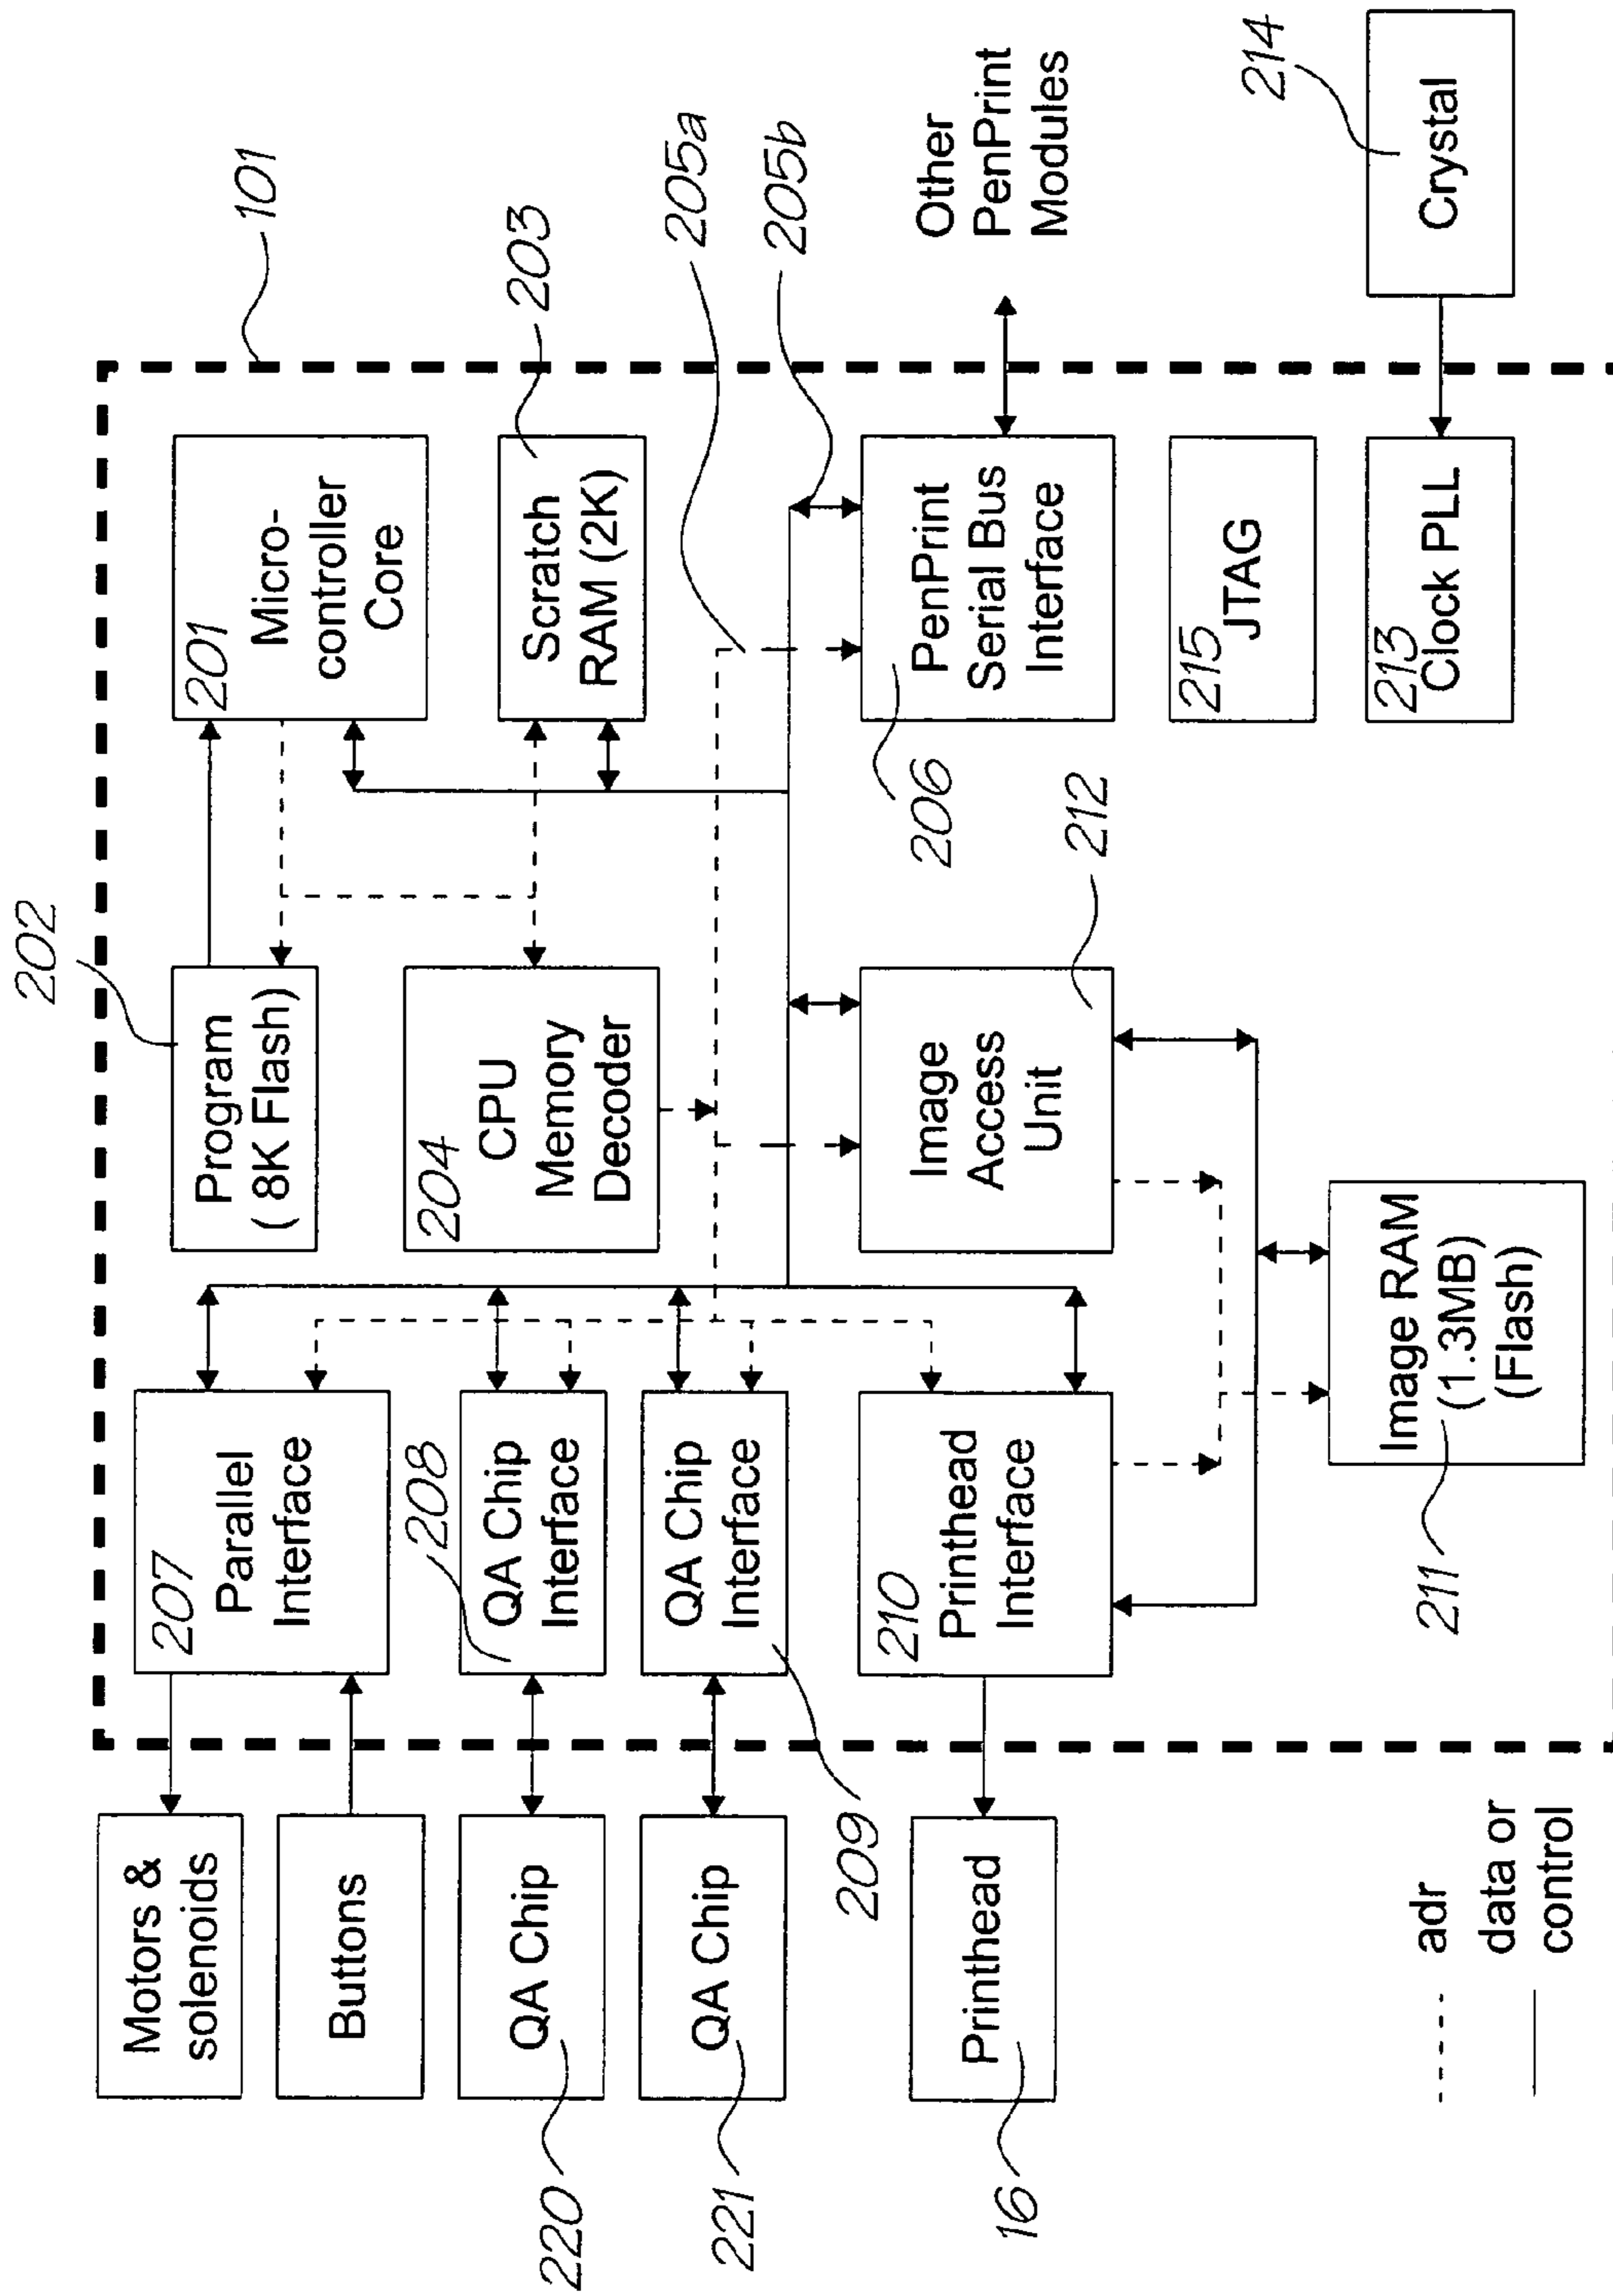 101
202
Motors &
solenoids
Buttons
220
QA Chip
221
QA Chip
16
Printhead
207
Parallel
Interface
208
QA Chip
Interface
209
QA Chip
Interface
210
Printhead
Interface
Program
( 8K Flash)
204
CPU
Memory
Decoder
212
Image
Access
Unit
211
Image RAM
(1.3MB)
(Flash)
201
Micro-
controller
Core
203
Scratch
RAM (2K)
205a
205b
206
PenPrint
Serial Bus
Interface
Other
PenPrint
Modules
215
JTAG
213
Clock PLL
214
Crystal
adr
data or
control